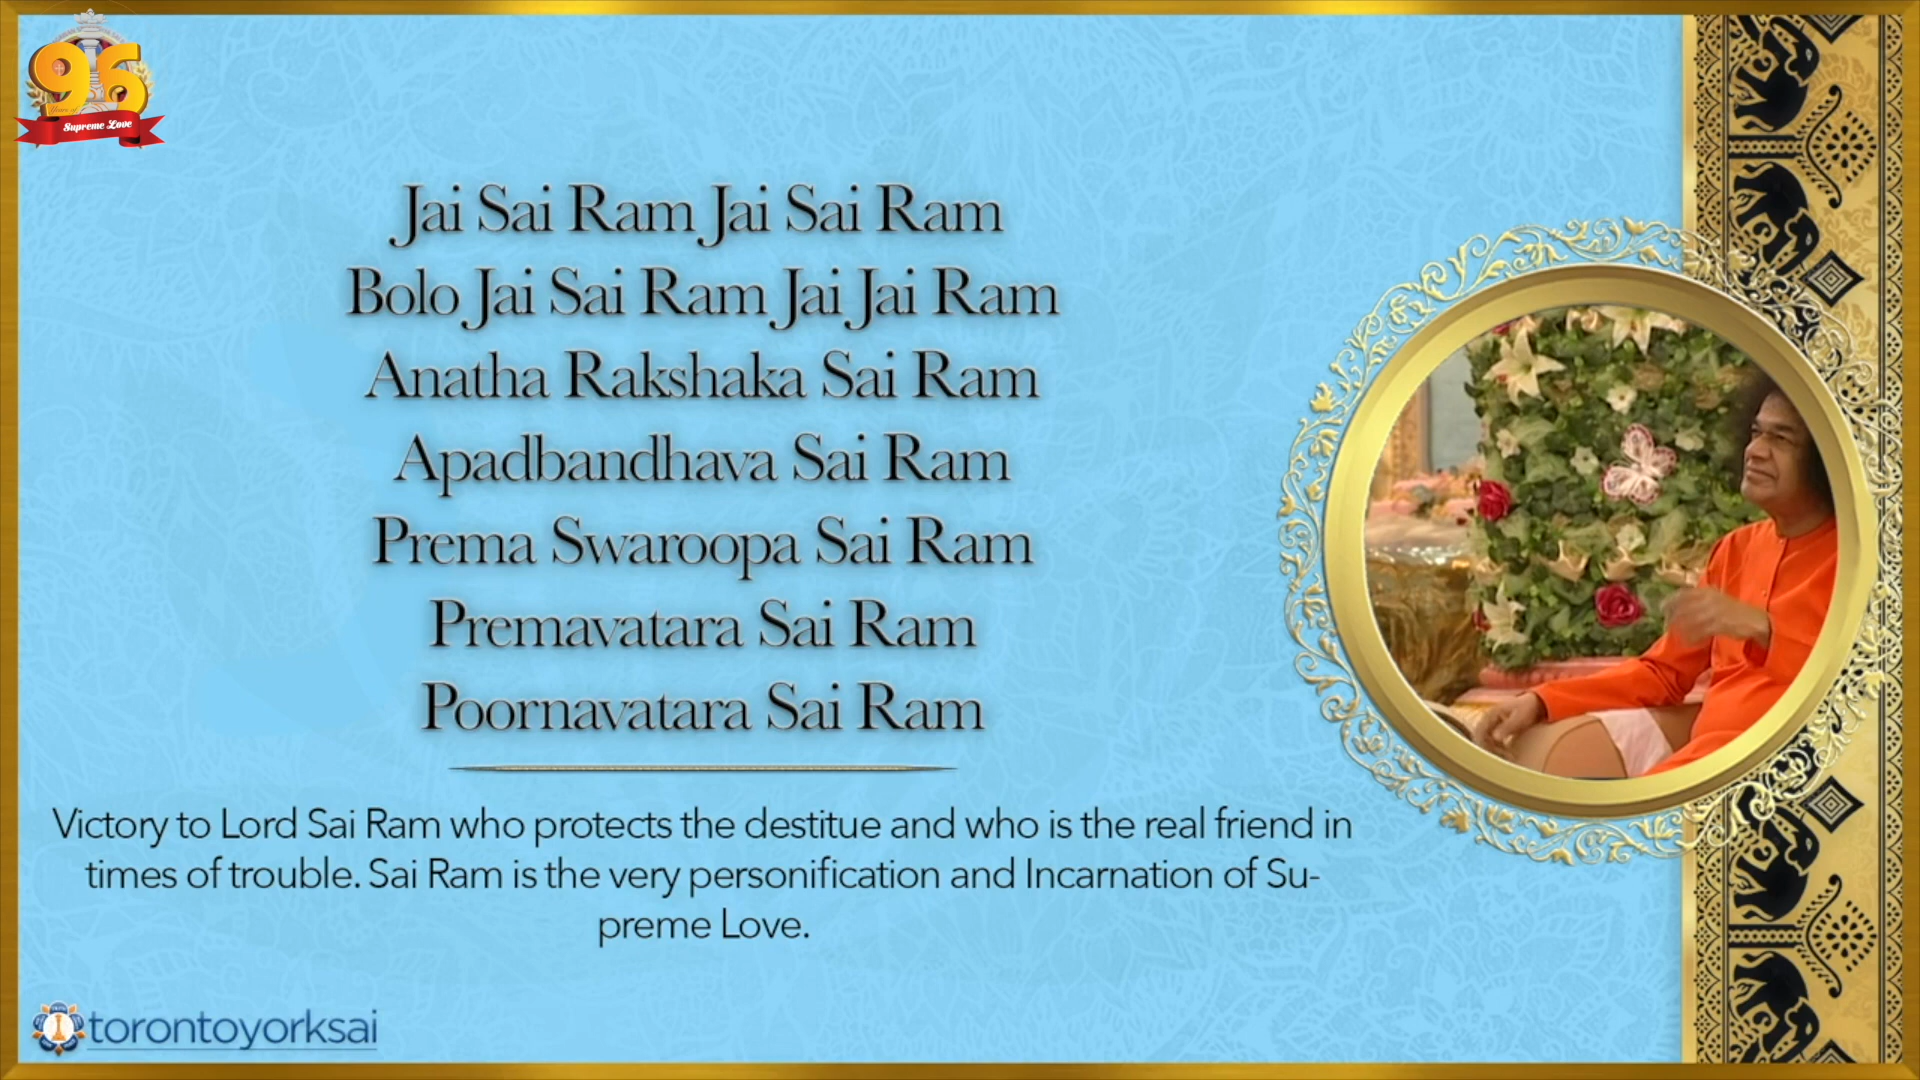 96
Years of
Supreme Love
Jai Sai Ram Jai Sai Ram
Bolo Jai Sai Ram Jai Jai Ram
Anatha Rakshaka Sai Ram
Apadbandhava Sai Ram
Prema Swaroopa Sai Ram
Premavatara Sai Ram
Poornavatara Sai Ram
Victory to Lord Sai Ram who protects the destitue and who is the real friend in
times of trouble. Sai Ram is the very personification and Incarnation of Su-
preme Love.
torontoyorksai